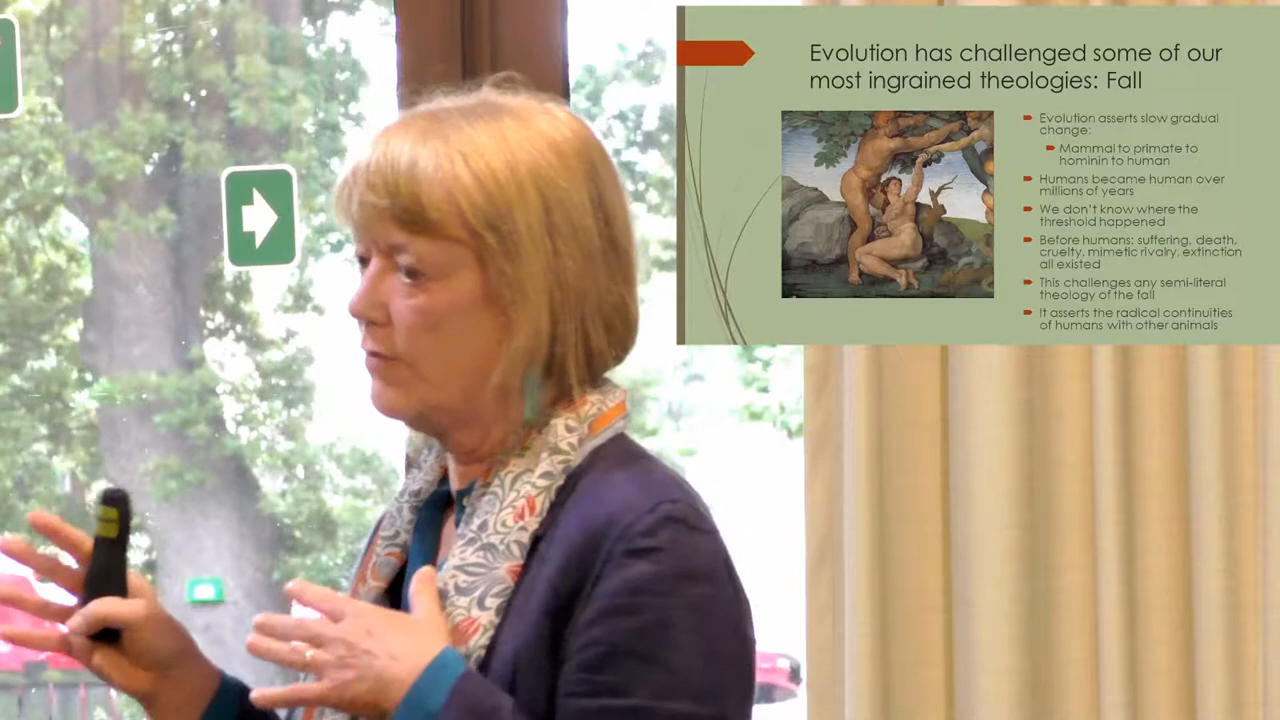 Evolution has challenged some of our
most ingrained theologies: Fall
Evolution asserts slow gradual
change:
Mammal to primate to
hominin to human
Humans became human over
millions of years
We don't know where the
threshold happened
Before humans: suffering, death,
cruelty, mimetic rivalry, extinction
all existed
This challenges any semi-literal
theology of the fall
It asserts the radical continuities
of humans with other animals